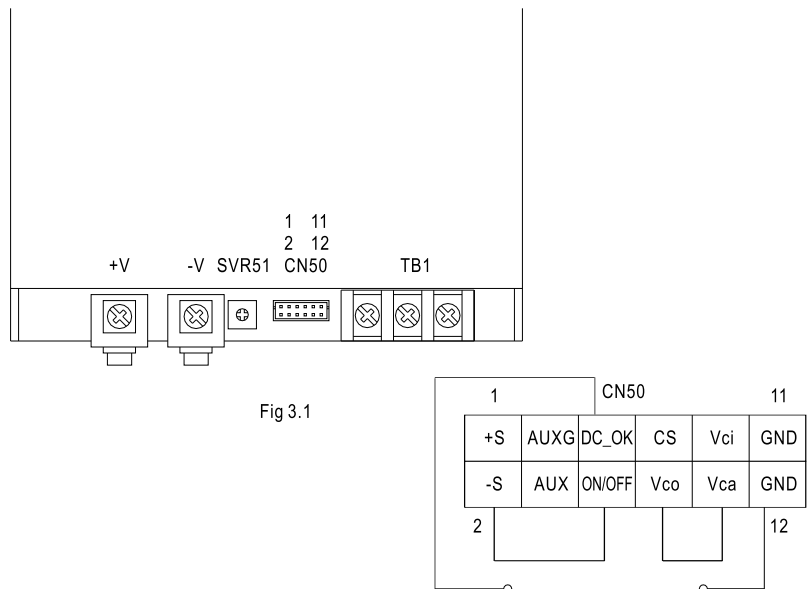 1 11
2 12
+V -V SVR51 CN50 TB1
Fig 3.1
1 CN50 11
+S AUXG DC_OK CS Vci GND
-S AUX ON/OFF Vco Vca GND
2 12